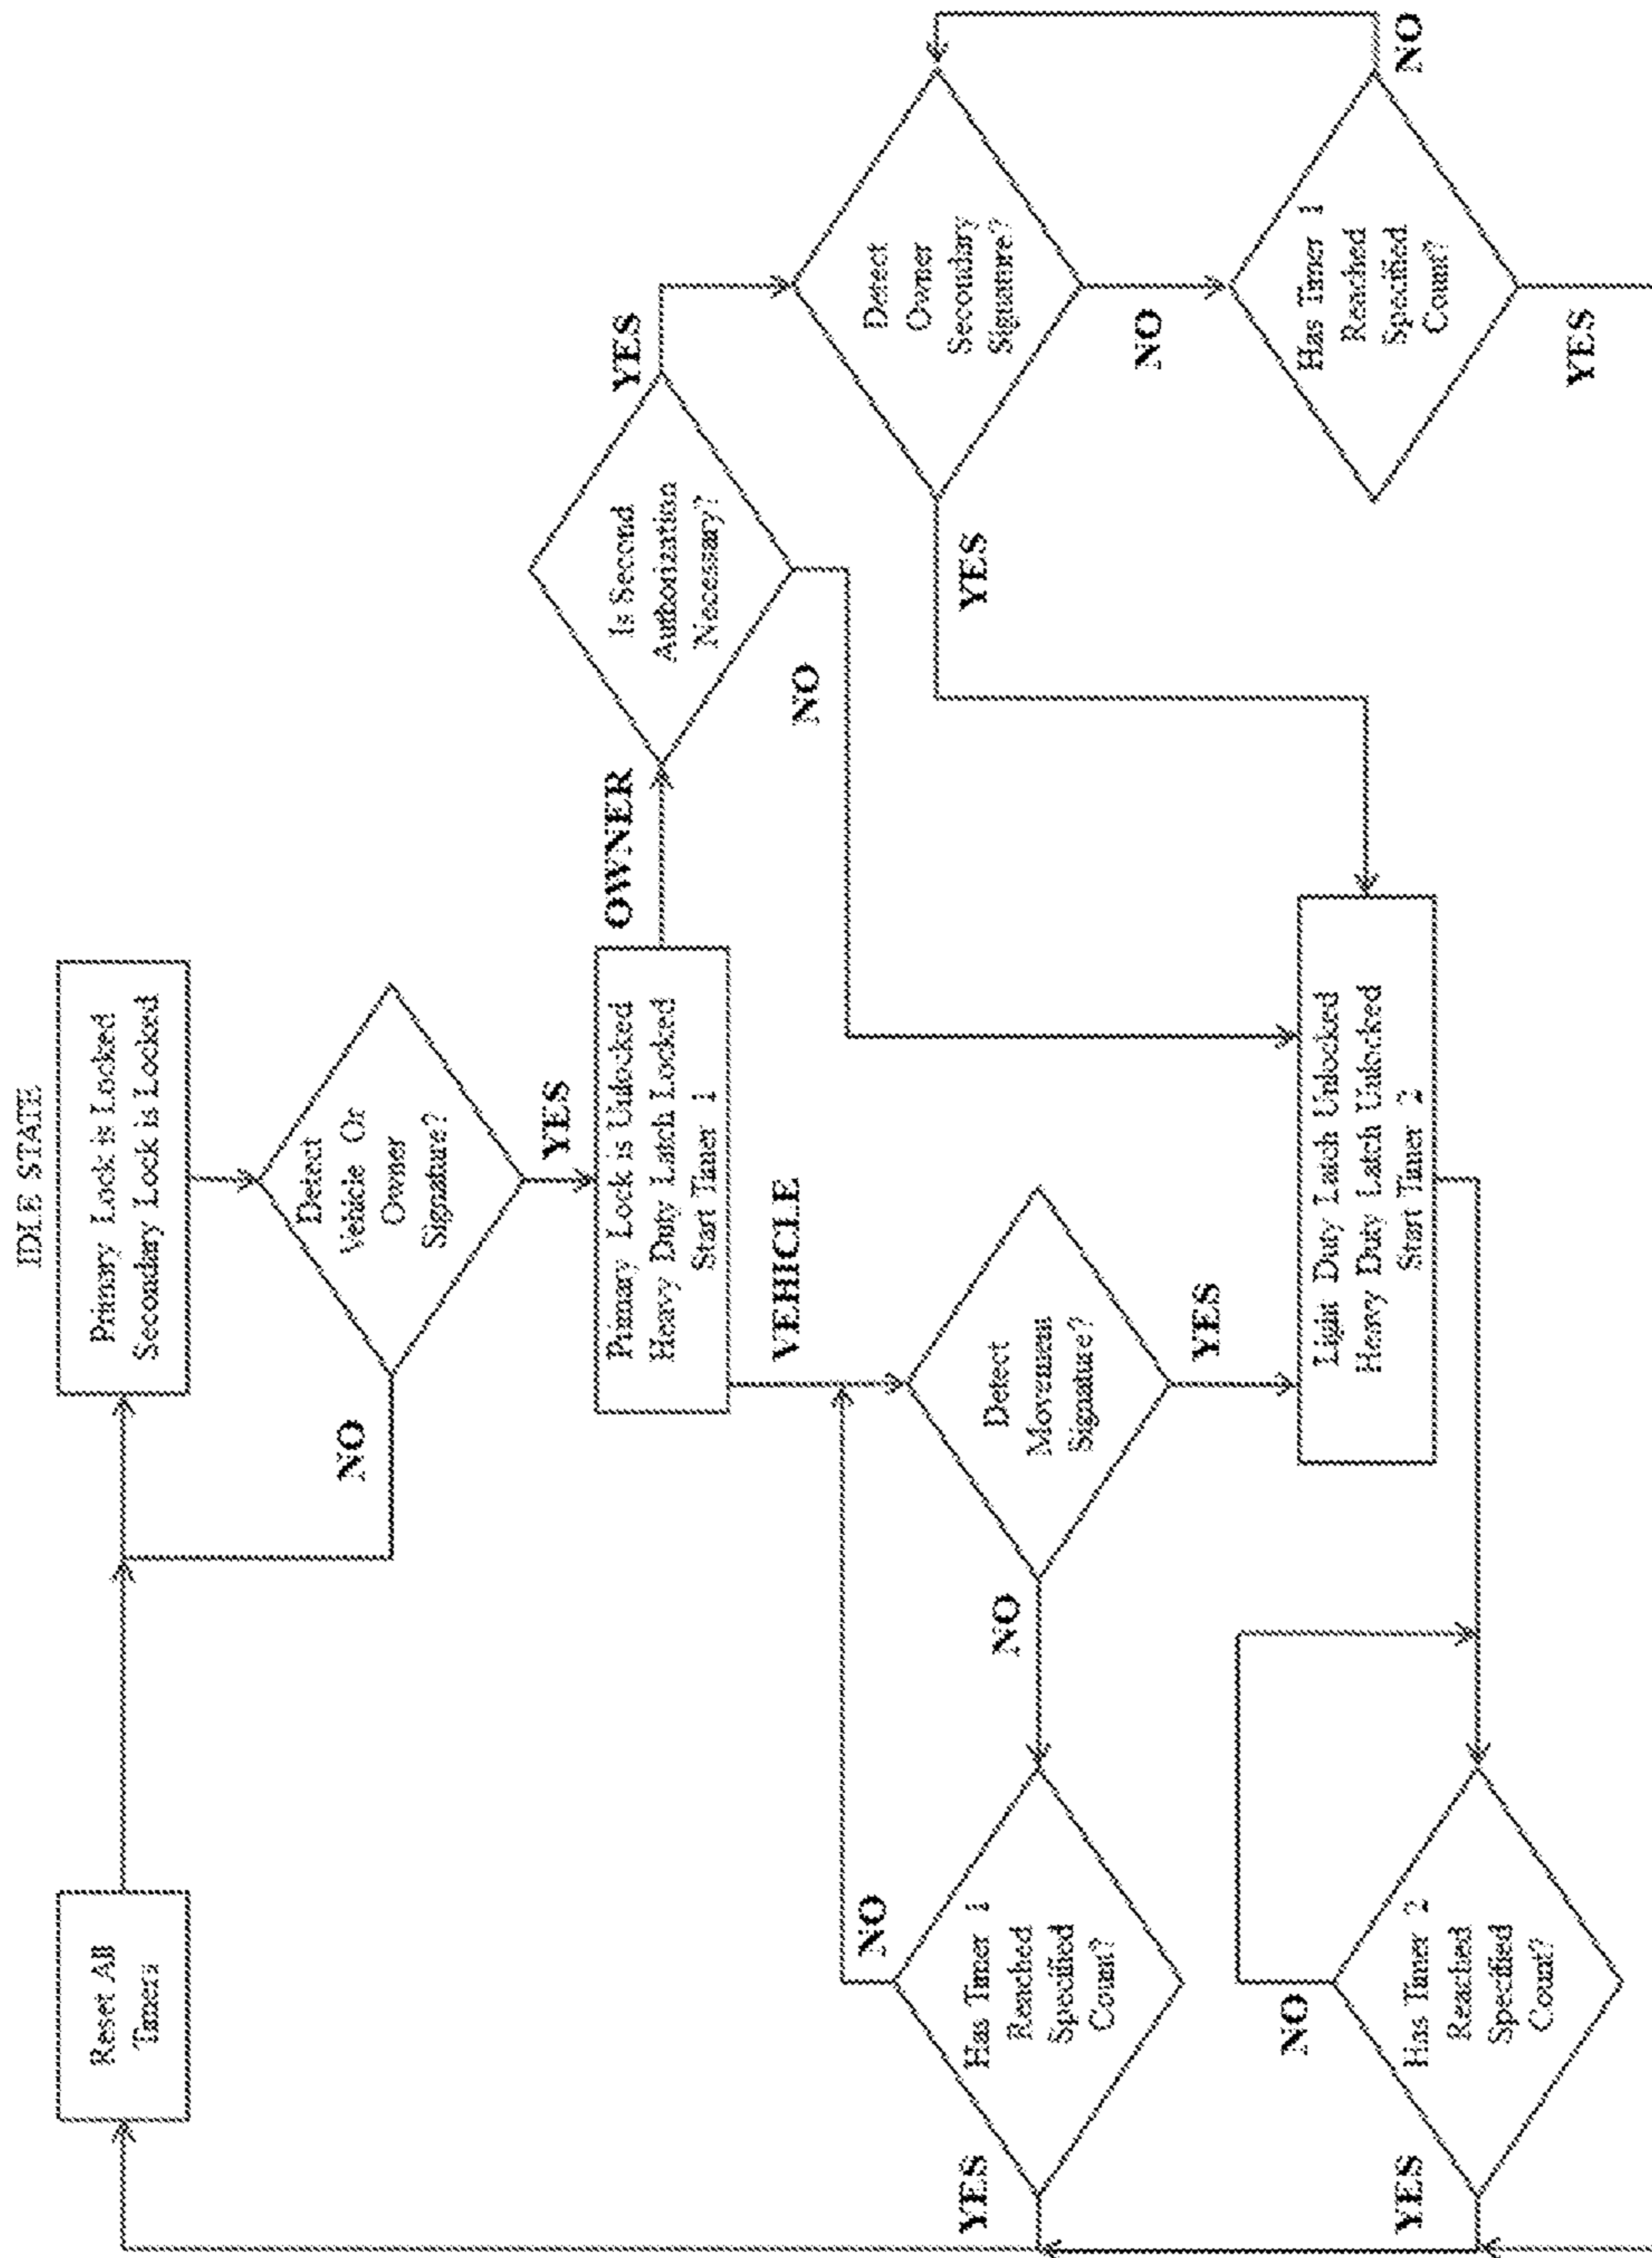 IDLE STATE
Reset All
Timers
Primary Lock is Locked
Secondary Lock is Locked
NO
Detect
Vehicle Or
Owner
Signature?
YES
Primary Lock is Unlocked
Heavy Duty Latch Locked
Start Timer 1
OWNER
Is Second
Authorization
Necessary?
YES
NO
VEHICLE
Detect
Owner
Secondary
Signature?
YES
NO
NO
Has Timer 1
Reached
Specified
Count?
YES
NO
Detect
Movement
Signature?
YES
NO
Has Timer 1
Reached
Specified
Count?
YES
Light Duty Latch Unlocked
Heavy Duty Latch Unlocked
Start Timer 2
NO
Has Timer 2
Reached
Specified
Count?
YES